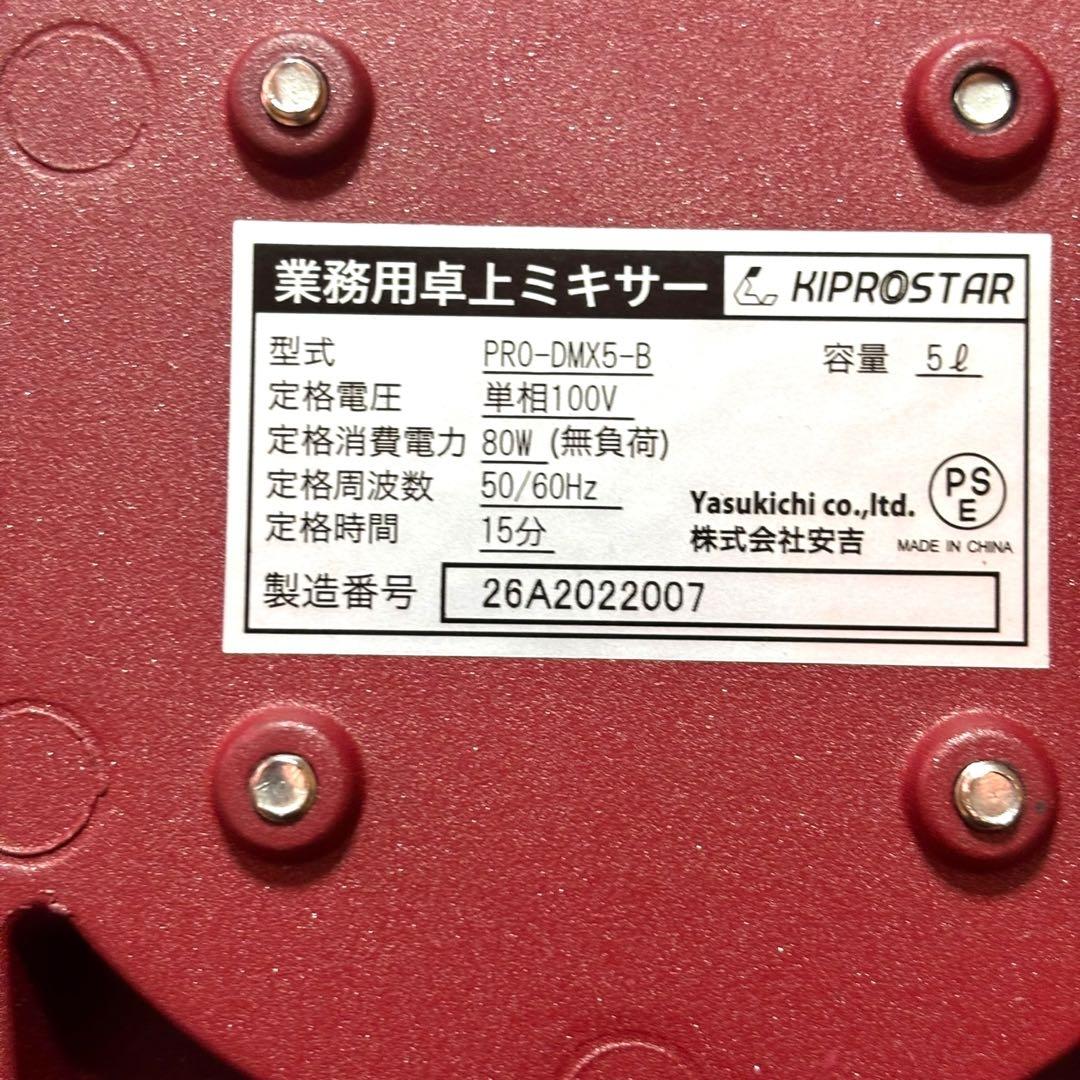 業務用卓上ミキサー KIPROSTAR
型式 PRO-DMX5-B 容量 5ℓ
定格電圧 単相100V
定格消費電力 80W (無負荷)
定格周波数 50/60Hz
定格時間 15分
Yasukichi co.,ltd.
株式会社安吉
PSE
MADE IN CHINA
製造番号 26A2022007